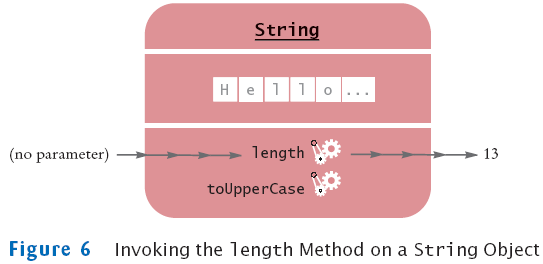 String
H e l l o ...
(no parameter) length 13
toUpperCase
Figure 6 Invoking the length Method on a String Object